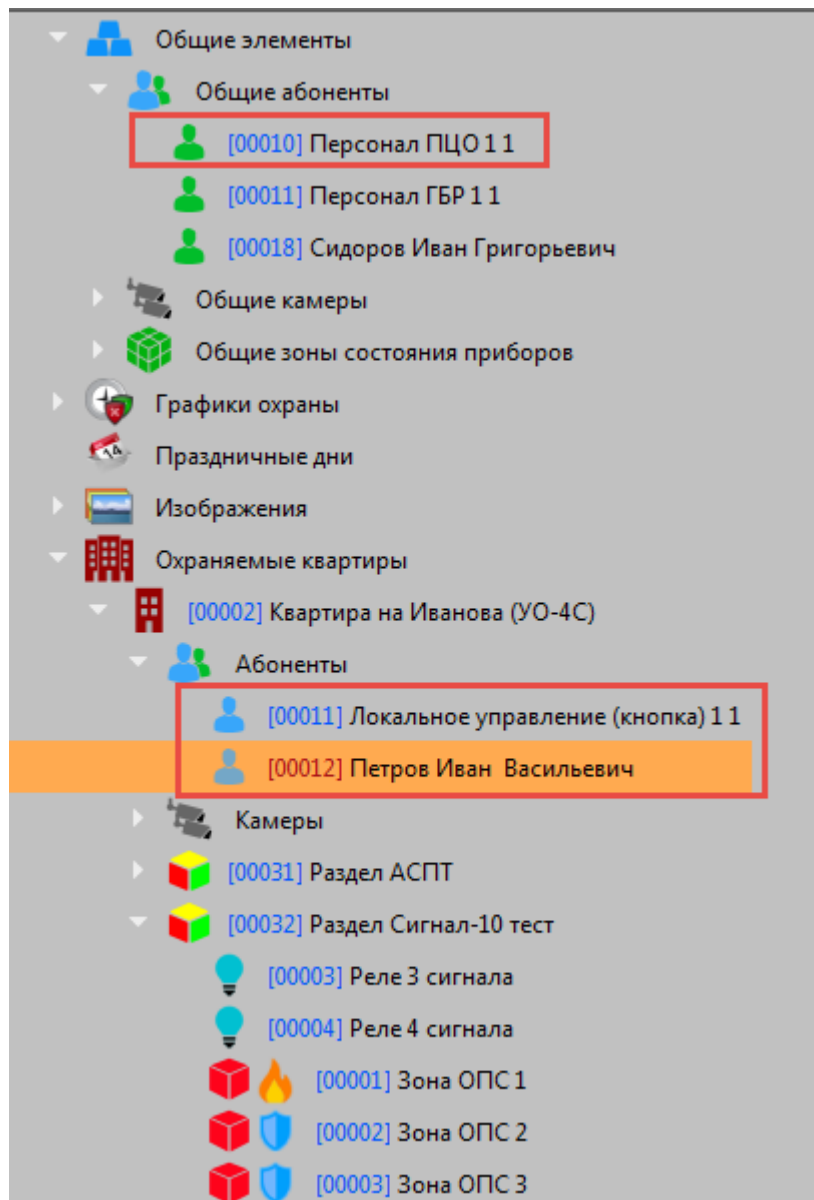 Общие элементы
Общие абоненты
[00010] Персонал ПЦО 1 1
[00011] Персонал ГБР 1 1
[00018] Сидоров Иван Григорьевич
Общие камеры
Общие зоны состояния приборов
Графики охраны
Праздничные дни
Изображения
Охраняемые квартиры
[00002] Квартира на Иванова (УО-4С)
Абоненты
[00011] Локальное управление (кнопка) 1 1
[00012] Петров Иван  Васильевич
Камеры
[00031] Раздел АСПТ
[00032] Раздел Сигнал-10 тест
[00003] Реле 3 сигнала
[00004] Реле 4 сигнала
[00001] Зона ОПС 1
[00002] Зона ОПС 2
[00003] Зона ОПС 3